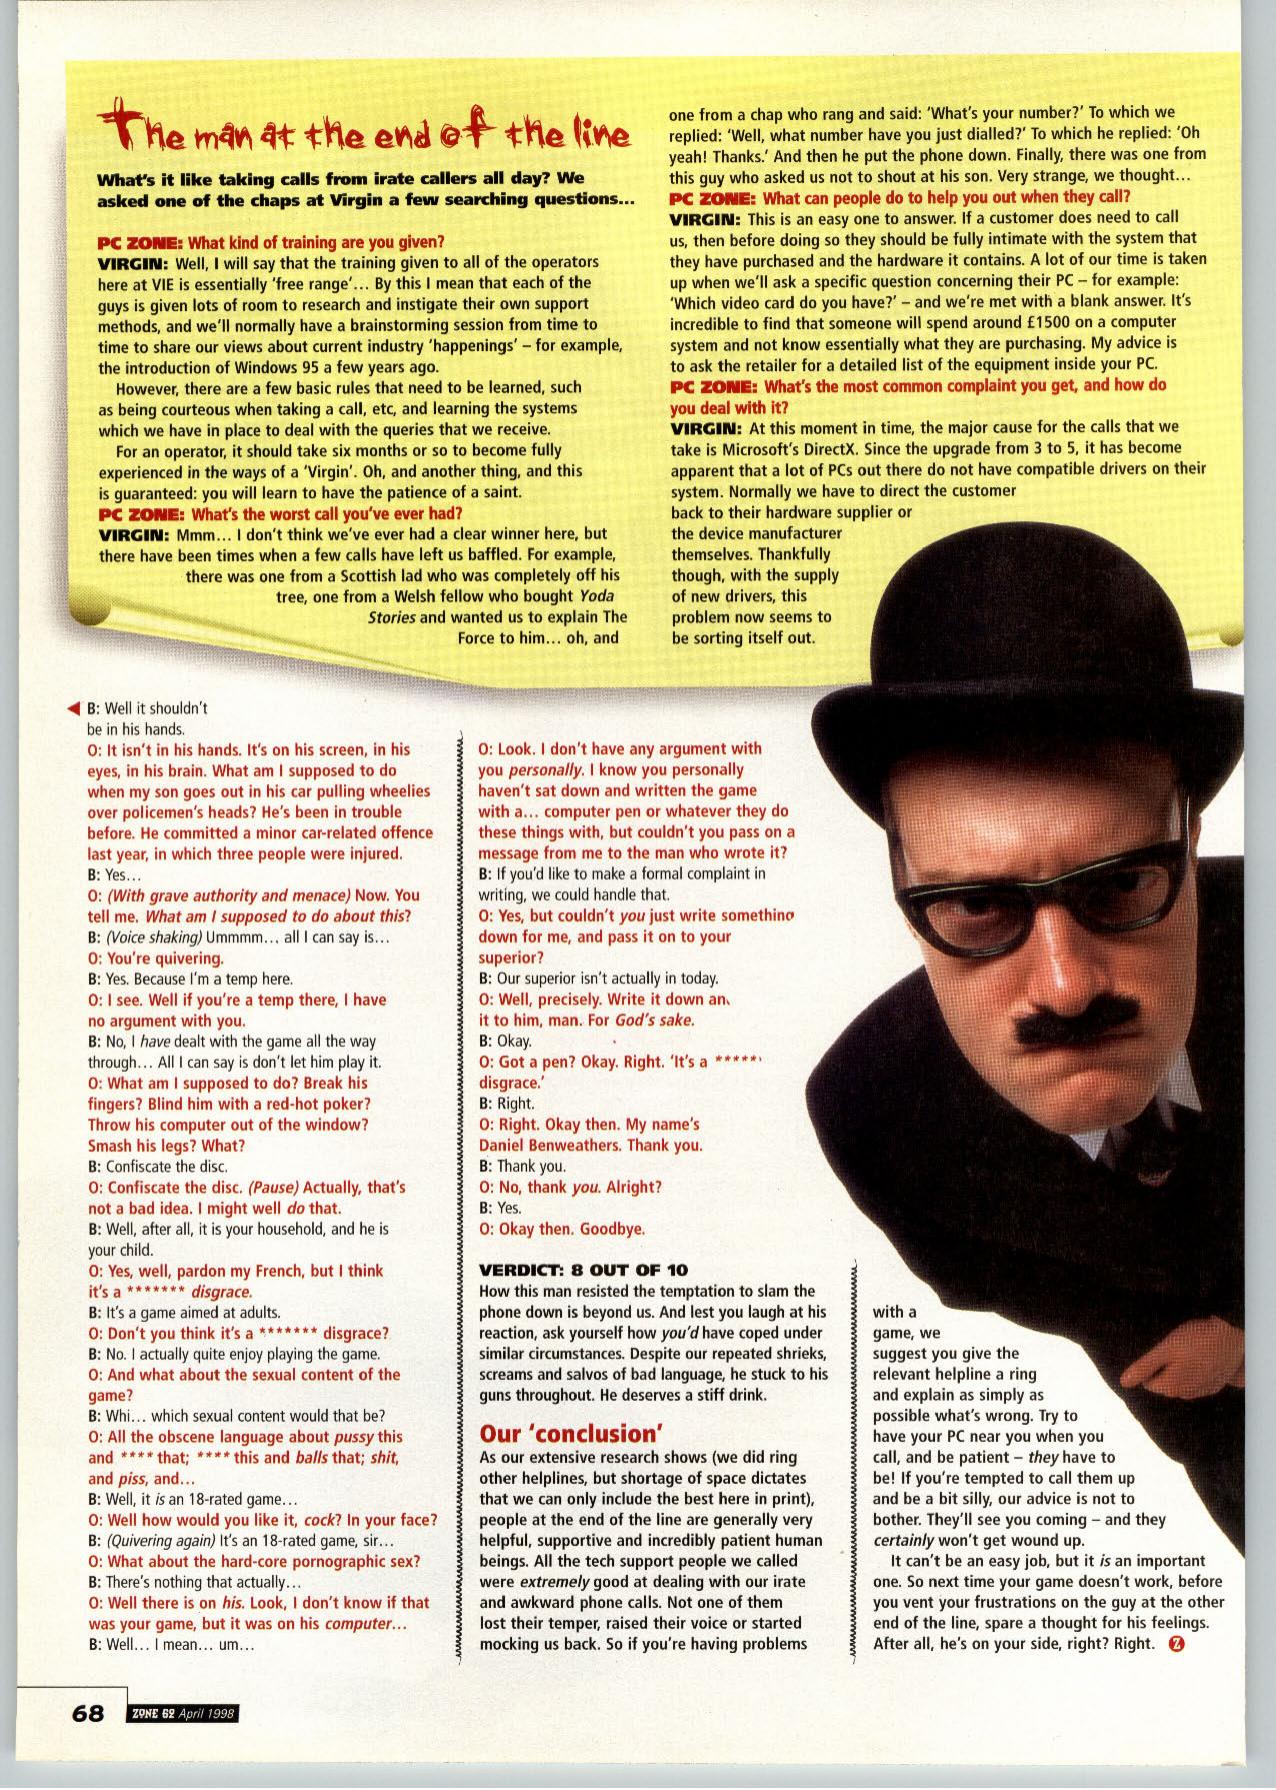 The man at the end of the line
What's it like taking calls from irate callers all day? We
asked one of the chaps at Virgin a few searching questions...
PC ZONE: What kind of training are you given?
VIRGIN: Well, I will say that the training given to all of the operators
here at VIE is essentially 'free range'... By this I mean that each of the
guys is given lots of room to research and instigate their own support
methods, and we'll normally have a brainstorming session from time to
time to share our views about current industry 'happenings' – for example,
the introduction of Windows 95 a few years ago.
However, there are a few basic rules that need to be learned, such
as being courteous when taking a call, etc, and learning the systems
which we have in place to deal with the queries that we receive.
For an operator, it should take six months or so to become fully
experienced in the ways of a 'Virgin'. Oh, and another thing, and this
is guaranteed: you will learn to have the patience of a saint.
PC ZONE: What's the worst call you've ever had?
VIRGIN: Mmm... I don't think we've ever had a clear winner here, but
there have been times when a few calls have left us baffled. For example,
there was one from a Scottish lad who was completely off his
tree, one from a Welsh fellow who bought Yoda
Stories and wanted us to explain The
Force to him... oh, and
one from a chap who rang and said: 'What's your number?' To which we
replied: 'Well, what number have you just dialled?' To which he replied: 'Oh
yeah! Thanks.' And then he put the phone down. Finally, there was one from
this guy who asked us not to shout at his son. Very strange, we thought...
PC ZONE: What can people do to help you out when they call?
VIRGIN: This is an easy one to answer. If a customer does need to call
us, then before doing so they should be fully intimate with the system that
they have purchased and the hardware it contains. A lot of our time is taken
up when we'll ask a specific question concerning their PC – for example:
'Which video card do you have?' – and we're met with a blank answer. It's
incredible to find that someone will spend around £1500 on a computer
system and not know essentially what they are purchasing. My advice is
to ask the retailer for a detailed list of the equipment inside your PC.
PC ZONE: What's the most common complaint you get, and how do
you deal with it?
VIRGIN: At this moment in time, the major cause for the calls that we
take is Microsoft's DirectX. Since the upgrade from 3 to 5, it has become
apparent that a lot of PCs out there do not have compatible drivers on their
system. Normally we have to direct the customer
back to their hardware supplier or
the device manufacturer
themselves. Thankfully
though, with the supply
of new drivers, this
problem now seems to
be sorting itself out.
B: Well it shouldn't
be in his hands.
O: It isn't in his hands. It's on his screen, in his
eyes, in his brain. What am I supposed to do
when my son goes out in his car pulling wheelies
over policemen's heads? He's been in trouble
before. He committed a minor car-related offence
last year, in which three people were injured.
B: Yes...
O: (With grave authority and menace) Now. You
tell me. What am I supposed to do about this?
B: (Voice shaking) Ummmm... all I can say is...
O: You're quivering.
B: Yes. Because I'm a temp here.
O: I see. Well if you're a temp there, I have
no argument with you.
B: No, I have dealt with the game all the way
through... All I can say is don't let him play it.
O: What am I supposed to do? Break his
fingers? Blind him with a red-hot poker?
Throw his computer out of the window?
Smash his legs? What?
B: Confiscate the disc.
O: Confiscate the disc. (Pause) Actually, that's
not a bad idea. I might well do that.
B: Well, after all, it is your household, and he is
your child.
O: Yes, well, pardon my French, but I think
it's a ******* disgrace.
B: It's a game aimed at adults.
O: Don't you think it's a ******* disgrace?
B: No. I actually quite enjoy playing the game.
O: And what about the sexual content of the
game?
B: Whi... which sexual content would that be?
O: All the obscene language about pussy this
and **** that; **** this and balls that; shit,
and piss, and...
B: Well, it is an 18-rated game...
O: Well how would you like it, cock? In your face?
B: (Quivering again) It's an 18-rated game, sir...
O: What about the hard-core pornographic sex?
B: There's nothing that actually...
O: Well there is on his. Look, I don't know if that
was your game, but it was on his computer...
B: Well... I mean... um...
O: Look. I don't have any argument with
you personally. I know you personally
haven't sat down and written the game
with a... computer pen or whatever they do
these things with, but couldn't you pass on a
message from me to the man who wrote it?
B: If you'd like to make a formal complaint in
writing, we could handle that.
O: Yes, but couldn't you just write something
down for me, and pass it on to your
superior?
B: Our superior isn't actually in today.
O: Well, precisely. Write it down
it to him, man. For God's sake.
B: Okay.
O: Got a pen? Okay. Right. 'It's a *****
disgrace.'
B: Right.
O: Right. Okay then. My name's
Daniel Benweathers. Thank you.
B: Thank you.
O: No, thank you. Alright?
B: Yes.
O: Okay then. Goodbye.
VERDICT: 8 OUT OF 10
How this man resisted the temptation to slam the
phone down is beyond us. And lest you laugh at his
reaction, ask yourself how you'd have coped under
similar circumstances. Despite our repeated shrieks,
screams and salvos of bad language, he stuck to his
guns throughout. He deserves a stiff drink.
Our 'conclusion'
As our extensive research shows (we did ring
other helplines, but shortage of space dictates
that we can only include the best here in print),
people at the end of the line are generally very
helpful, supportive and incredibly patient human
beings. All the tech support people we called
were extremely good at dealing with our irate
and awkward phone calls. Not one of them
lost their temper, raised their voice or started
mocking us back. So if you're having problems
with a
game, we
suggest you give the
relevant helpline a ring
and explain as simply as
possible what's wrong. Try to
have your PC near you when you
call, and be patient – they have to
be! If you're tempted to call them up
and be a bit silly, our advice is not to
bother. They'll see you coming – and they
certainly won't get wound up.
It can't be an easy job, but it is an important
one. So next time your game doesn't work, before
you vent your frustrations on the guy at the other
end of the line, spare a thought for his feelings.
After all, he's on your side, right? Right. Z
68 ZONE 62 April 1998